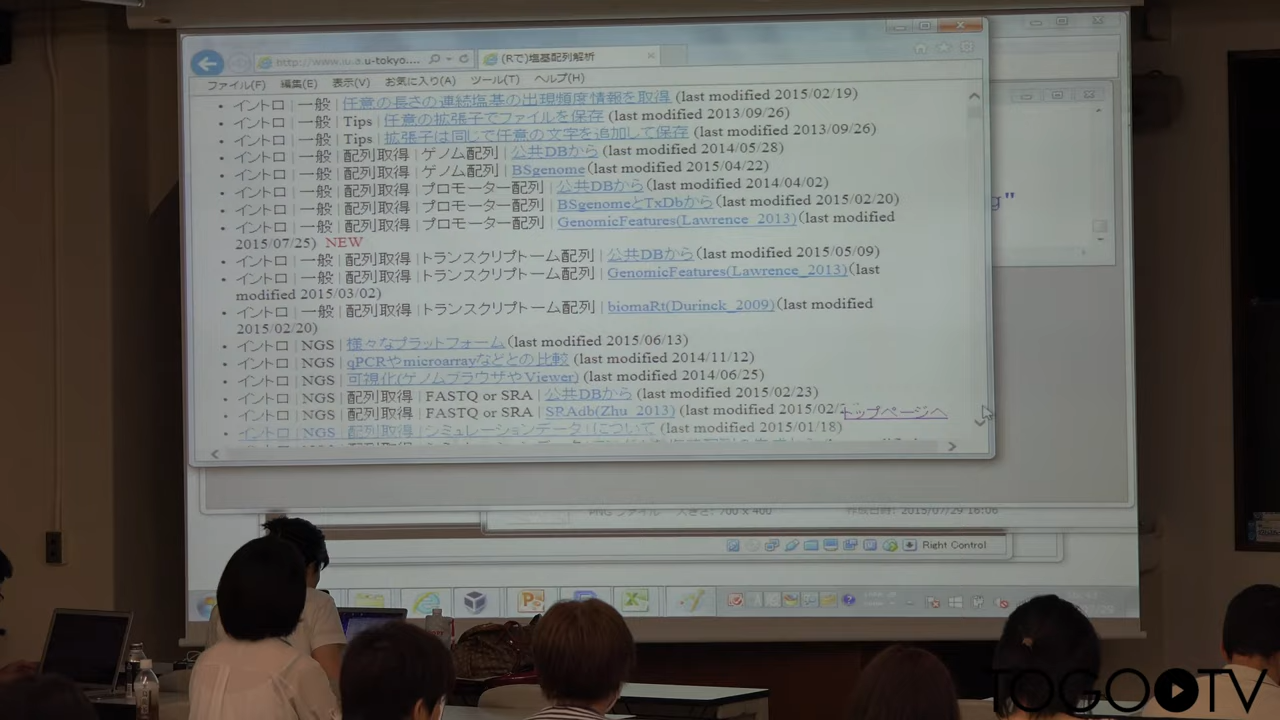 (Rで)塩基配列解析
ファイル(F) 編集(E) 表示(V) お気に入り(A) ツール(T) ヘルプ(H)
• イントロ | 一般 | 任意の長さの連続塩基の出現頻度情報を取得 (last modified 2015/02/19)
• イントロ | 一般 | Tips | 任意の拡張子でファイルを保存 (last modified 2013/09/26)
• イントロ | 一般 | Tips | 拡張子は同じで任意の文字を追加して保存 (last modified 2013/09/26)
• イントロ | 一般 | 配列取得 | ゲノム配列 | 公共DBから (last modified 2014/05/28)
• イントロ | 一般 | 配列取得 | ゲノム配列 | BSgenome (last modified 2015/04/22)
• イントロ | 一般 | 配列取得 | プロモーター配列 | 公共DBから (last modified 2014/04/02)
• イントロ | 一般 | 配列取得 | プロモーター配列 | BSgenomeとTxDbから (last modified 2015/02/20)
• イントロ | 一般 | 配列取得 | プロモーター配列 | GenomicFeatures(Lawrence_2013) (last modified
2015/07/25) NEW
• イントロ | 一般 | 配列取得 | トランスクリプトーム配列 | 公共DBから (last modified 2015/05/09)
• イントロ | 一般 | 配列取得 | トランスクリプトーム配列 | GenomicFeatures(Lawrence_2013) (last
modified 2015/03/02)
• イントロ | 一般 | 配列取得 | トランスクリプトーム配列 | biomaRt(Durinck_2009) (last modified
2015/02/20)
• イントロ | NGS | 様々なプラットフォーム (last modified 2015/06/13)
• イントロ | NGS | qPCRやmicroarrayなどとの比較 (last modified 2014/11/12)
• イントロ | NGS | 可視化(ゲノムブラウザやViewer) (last modified 2014/06/25)
• イントロ | NGS | 配列取得 | FASTQ or SRA | 公共DBから (last modified 2015/02/23)
• イントロ | NGS | 配列取得 | FASTQ or SRA | SRAdb(Zhu_2013) (last modified 2015/02/
トップページへ
• イントロ | NGS | 配列取得 | シミュレーションデータ | について (last modified 2015/01/18)
PNG ファイル 大きさ: 700 x 400 作成日時: 2015/07/29 16:06
Right Control
TOGOTV